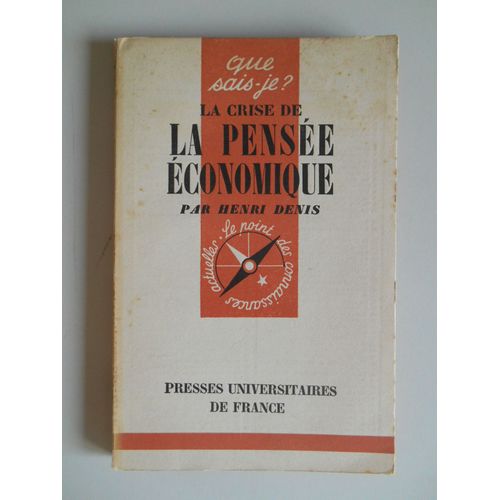 que
sais-je?
LA CRISE DE
LA PENSÉE
ÉCONOMIQUE
PAR HENRI DENIS
Le point des connaissances actuelles.
PRESSES UNIVERSITAIRES
DE FRANCE